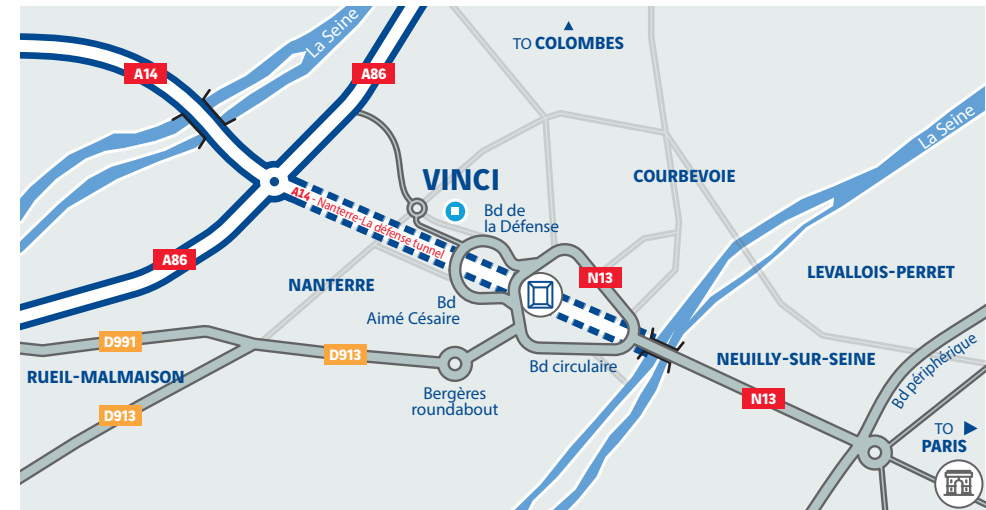 La Seine
TO COLOMBES
A14
A86
La Seine
VINCI
COURBEVOIE
A14 - Nanterre-La défense tunnel
Bd de
la Défense
A86
N13
LEVALLOIS-PERRET
NANTERRE
Bd
Aimé Césaire
D991
D913
Bd circulaire
NEUILLY-SUR-SEINE
Bd périphérique
RUEIL-MALMAISON
Bergères
roundabout
N13
D913
TO
PARIS